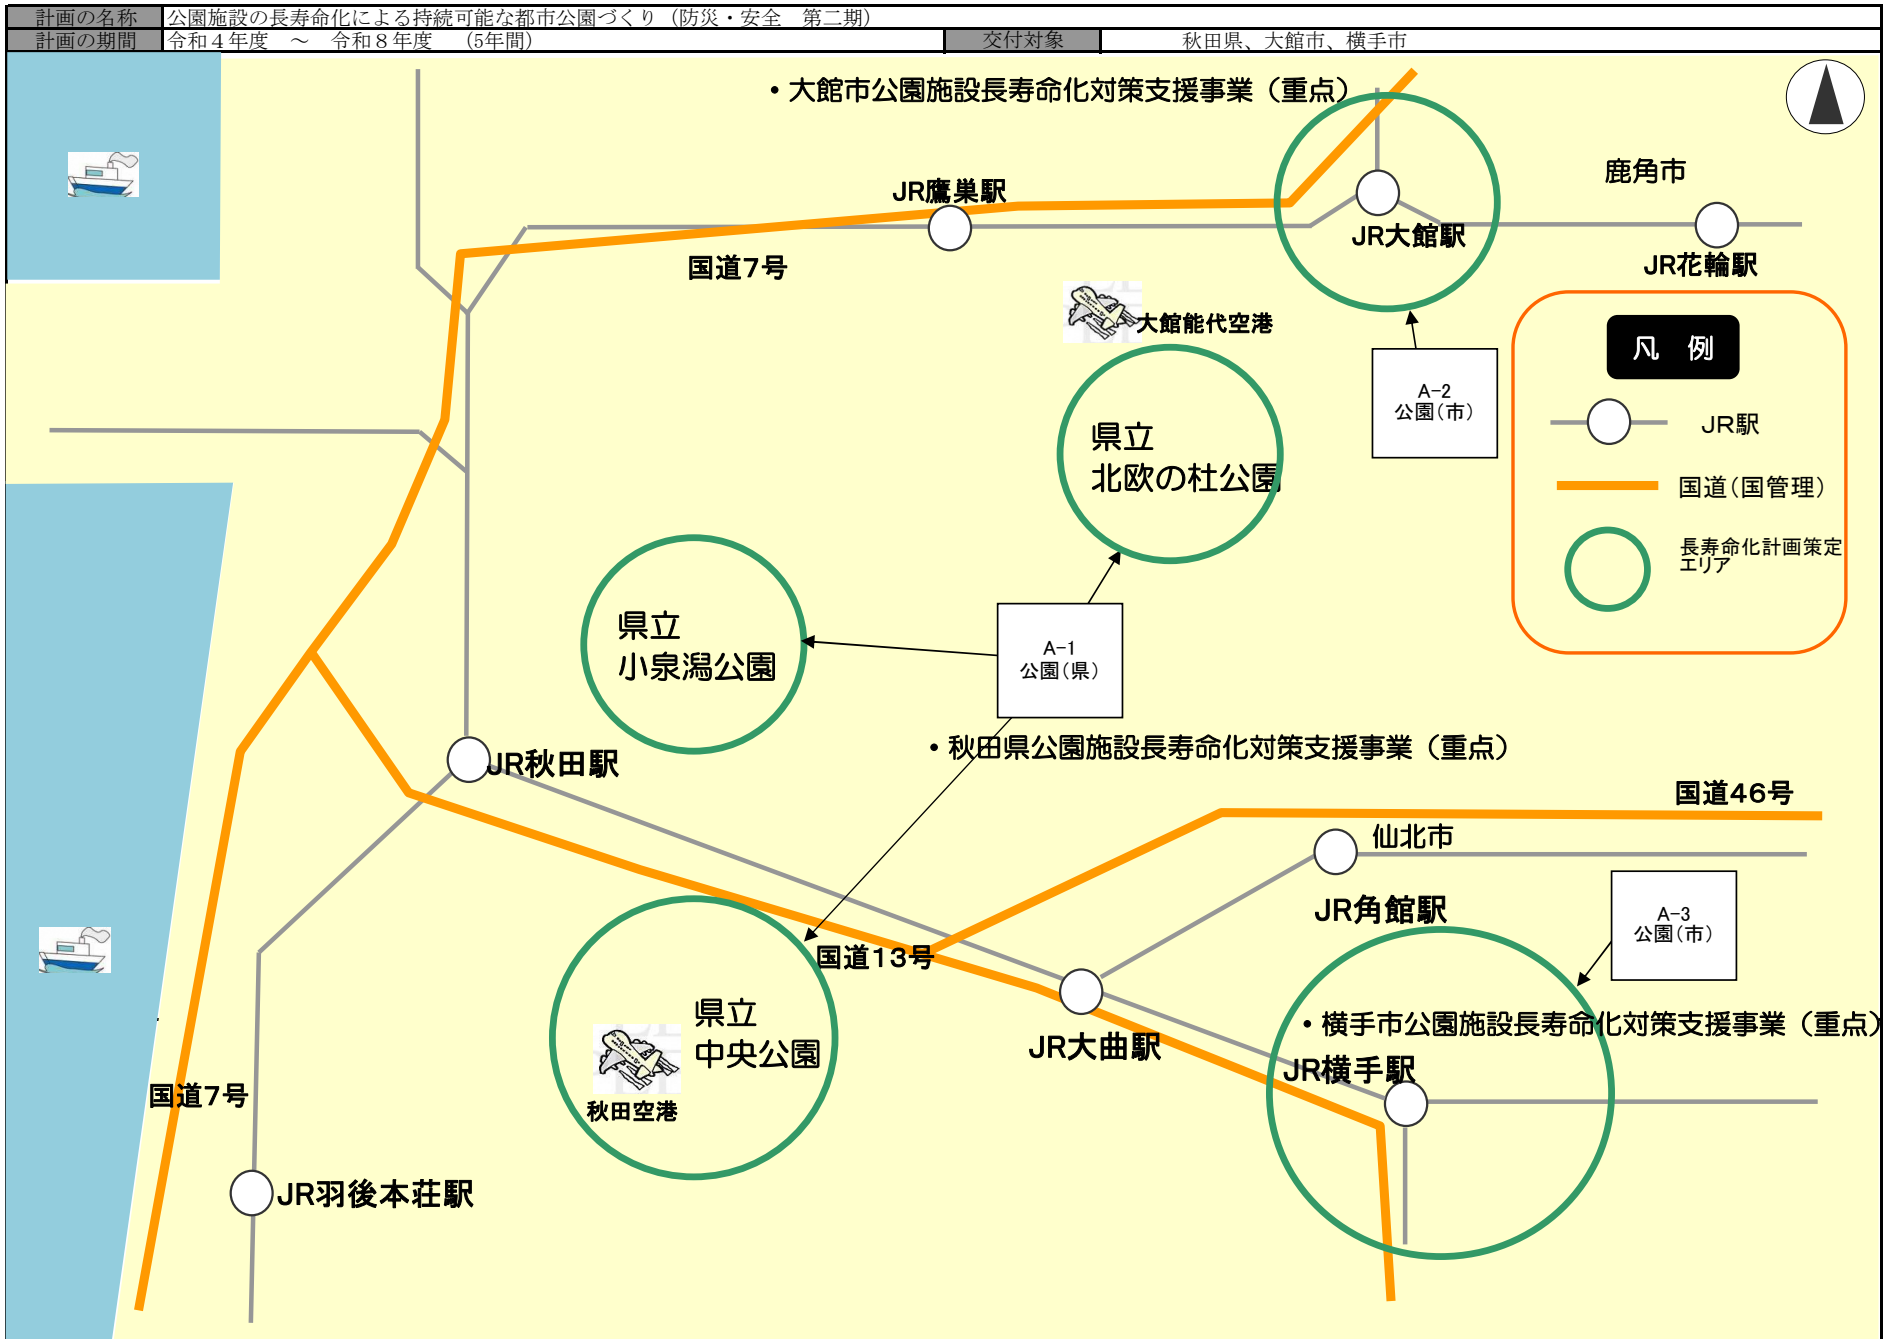 計画の名称 公園施設の長寿命化による持続可能な都市公園づくり（防災・安全　第二期）
計画の期間 令和４年度　～　令和８年度　（5年間） 交付対象 秋田県、大館市、横手市
・大館市公園施設長寿命化対策支援事業（重点）
鹿角市
JR鷹巣駅
JR大館駅
国道7号
JR花輪駅
大館能代空港
凡　例
A-2
公園（市）
JR駅
県立
北欧の杜公園
国道（国管理）
長寿命化計画策定
エリア
県立
小泉潟公園
A-1
公園（県）
・秋田県公園施設長寿命化対策支援事業（重点）
JR秋田駅
国道46号
仙北市
JR角館駅
A-3
公園（市）
国道13号
県立
中央公園
・横手市公園施設長寿命化対策支援事業（重点）
JR大曲駅
JR横手駅
国道7号
秋田空港
JR羽後本荘駅